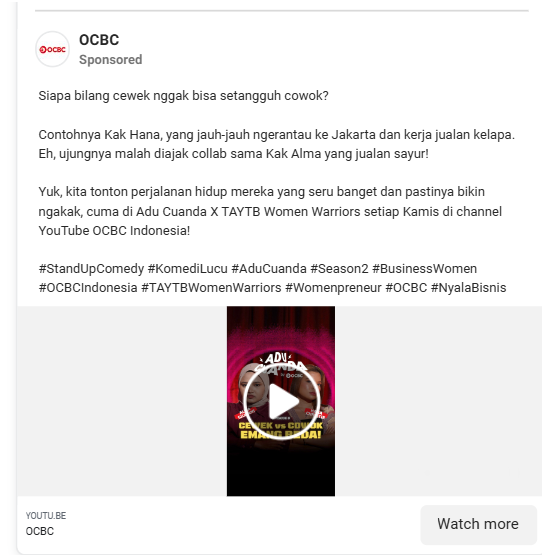 OCBC
OCBC
Sponsored
Siapa bilang cewek nggak bisa setangguh cowok?
Contohnya Kak Hana, yang jauh-jauh ngerantau ke Jakarta dan kerja jualan kelapa.
Eh, ujungnya malah diajak collab sama Kak Alma yang jualan sayur!
Yuk, kita tonton perjalanan hidup mereka yang seru banget dan pastinya bikin
ngakak, cuma di Adu Cuanda X TAYTB Women Warriors setiap Kamis di channel
YouTube OCBC Indonesia!
#StandUpComedy #KomediLucu #AduCuanda #Season2 #BusinessWomen
#OCBCIndonesia #TAYTBWomenWarriors #Womenpreneur #OCBC #NyalaBisnis
ADU
CUANDA
OCBC
CEWEK vs COWOK
EMANG BEDA!
YOUTU.BE
OCBC
Watch more